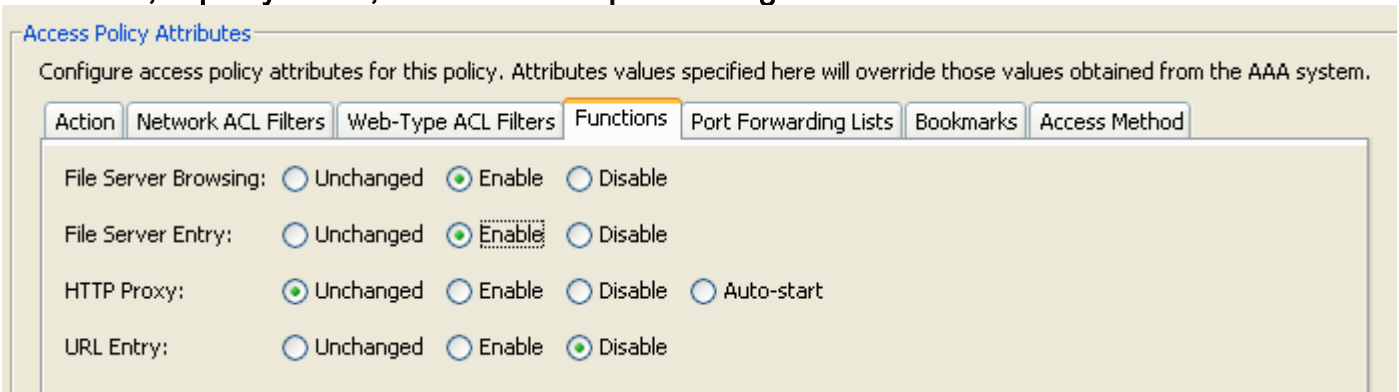 Access Policy Attributes
Configure access policy attributes for this policy. Attributes values specified here will override those values obtained from the AAA system.
Action Network ACL Filters Web-Type ACL Filters Functions Port Forwarding Lists Bookmarks Access Method
File Server Browsing: Unchanged Enable Disable
File Server Entry: Unchanged Enable Disable
HTTP Proxy: Unchanged Enable Disable Auto-start
URL Entry: Unchanged Enable Disable